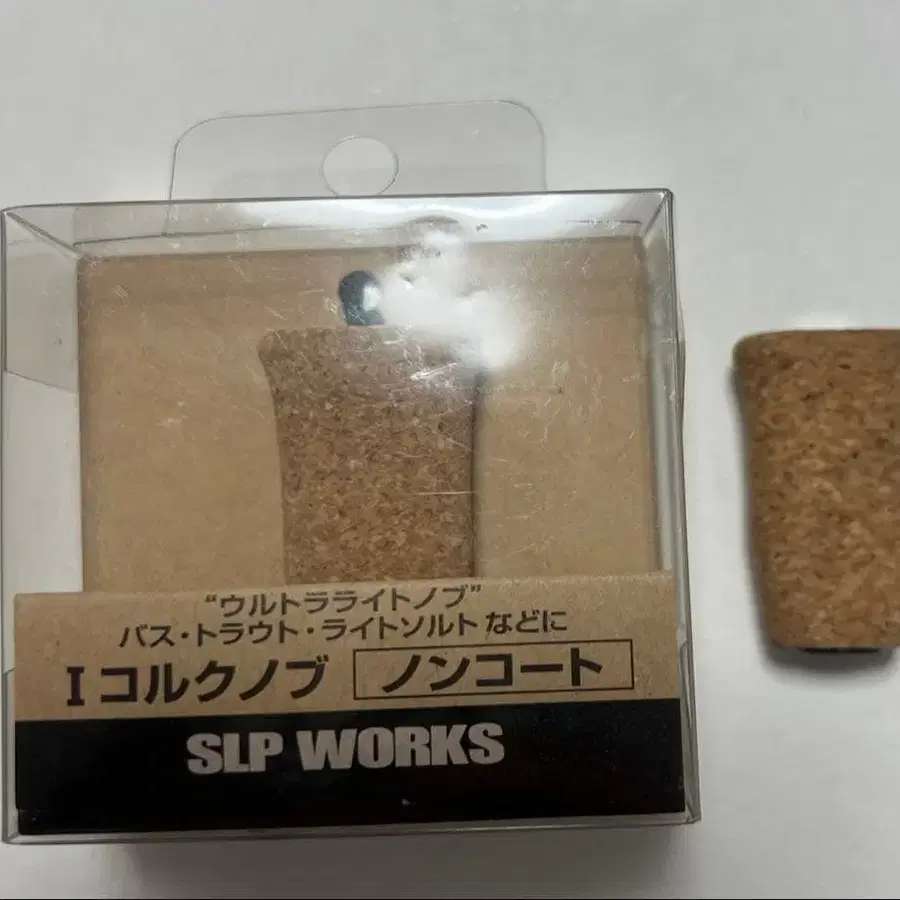 “ウルトラライトノブ”
バス・トラウト・ライトソルトなどに
Iコルクノブ ノンコート
SLP WORKS